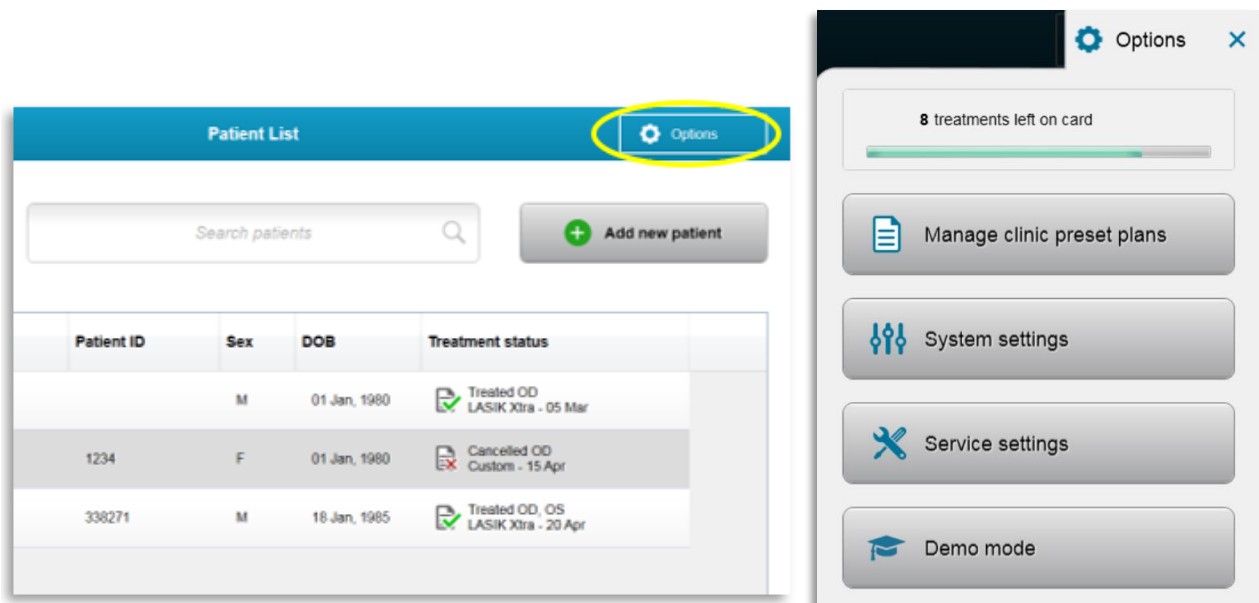 Patient List
Options
Search patients
Add new patient
Patient ID Sex DOB Treatment status
M 01 Jan, 1980 Treated OD
LASIK Xtra - 05 Mar
1234 F 01 Jan, 1980 Cancelled OD
Custom - 15 Apr
338271 M 18 Jan, 1985 Treated OD, OS
LASIK Xtra - 20 Apr
Options
8 treatments left on card
Manage clinic preset plans
System settings
Service settings
Demo mode